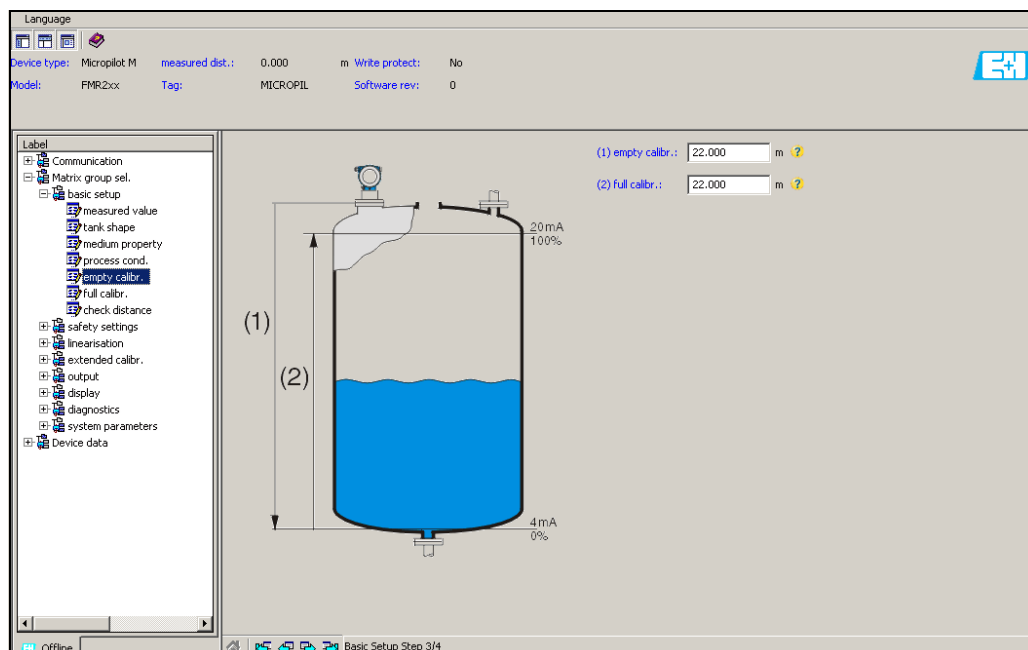 Language
Device type: Micropilot M measured dist.: 0.000 m Write protect: No
Model: FMR2xx Tag: MICROPIL Software rev: 0
E+H
Label
Communication
Matrix group sel.
basic setup
measured value
tank shape
medium property
process cond.
empty calibr.
full calibr.
check distance
safety settings
linearisation
extended calibr.
output
display
diagnostics
system parameters
Device data
(1) empty calibr.: 22.000 m ?
(2) full calibr.: 22.000 m ?
20mA
100%
(1)
(2)
4mA
0%
Offline
Basic Setup Step 3/4